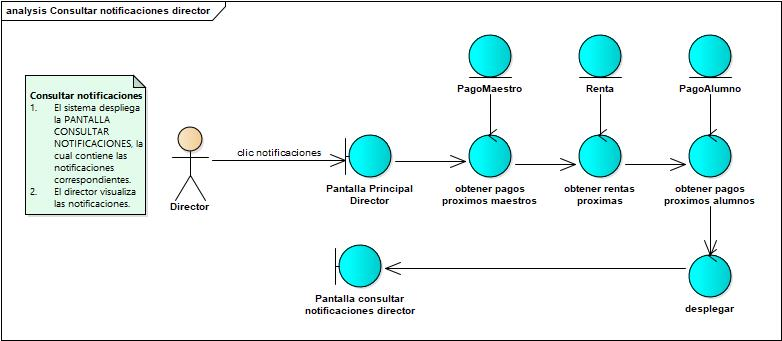 analysis Consultar notificaciones director
Consultar notificaciones
1. El sistema despliega
la PANTALLA
CONSULTAR
NOTIFICACIONES, la
cual contiene las
notificaciones
correspondientes.
2. El director visualiza
las notificaciones.
PagoMaestro
Renta
PagoAlumno
clic notificaciones
Director
Pantalla Principal
Director
obtener pagos
proximos maestros
obtener rentas
proximas
obtener pagos
proximos alumnos
Pantalla consultar
notificaciones director
desplegar